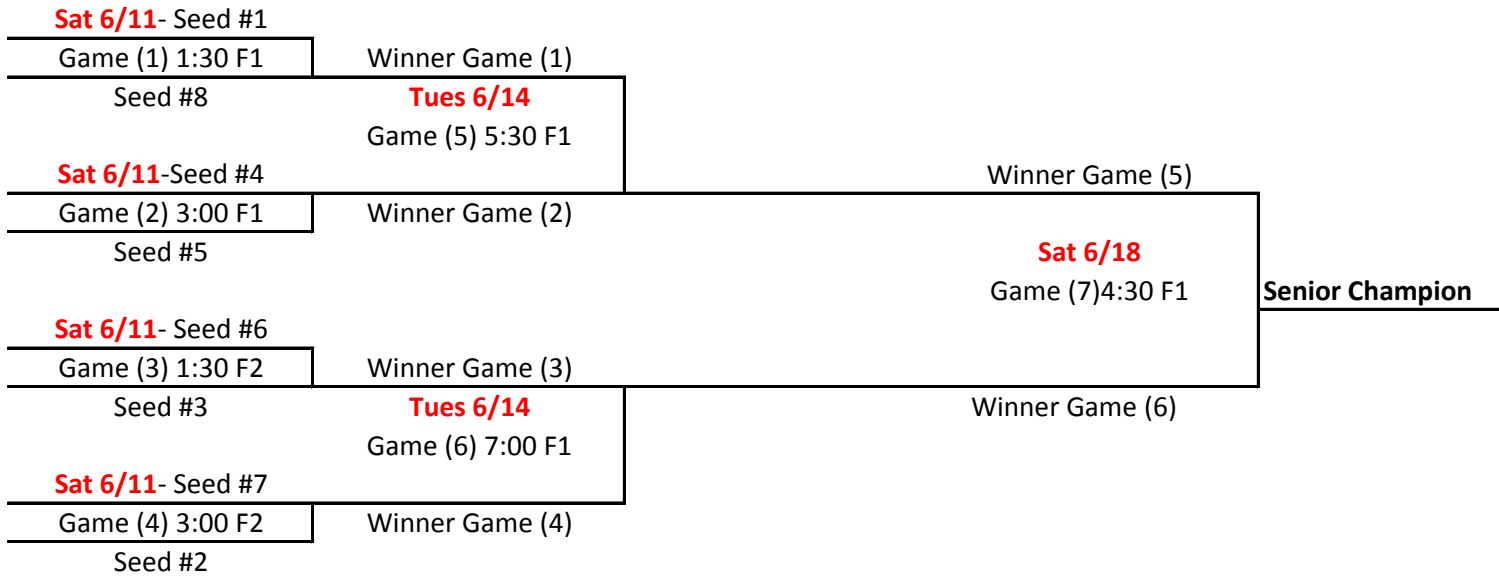 Sat 6/11- Seed #1
Game (1) 1:30 F1
Winner Game (1)
Seed #8
Tues 6/14
Game (5) 5:30 F1
Sat 6/11-Seed #4
Winner Game (5)
Game (2) 3:00 F1
Winner Game (2)
Seed #5
Sat 6/18
Game (7)4:30 F1
Senior Champion
Sat 6/11- Seed #6
Game (3) 1:30 F2
Winner Game (3)
Seed #3
Tues 6/14
Winner Game (6)
Game (6) 7:00 F1
Sat 6/11- Seed #7
Game (4) 3:00 F2
Winner Game (4)
Seed #2